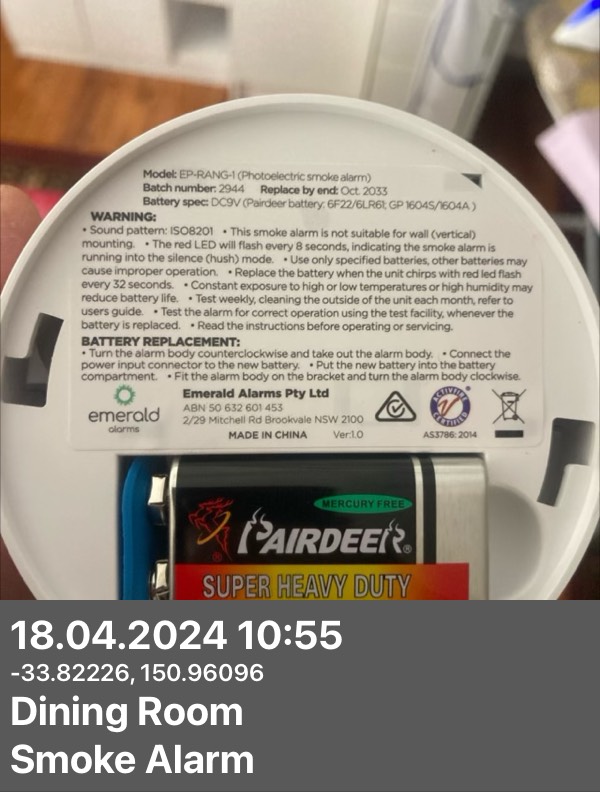 Model: EP-RANG-1 (Photoelectric smoke alarm)
Batch number: 2944 Replace by end: Oct. 2033
Battery spec: DC9V (Pairdeer battery: 6F22/6LR61; GP 1604S/1604A )
WARNING:
• Sound pattern: ISO8201 • This smoke alarm is not suitable for wall (vertical)
mounting. • The red LED will flash every 8 seconds, indicating the smoke alarm is
running into the silence (hush) mode. • Use only specified batteries, other batteries may
cause improper operation. • Replace the battery when the unit chirps with red led flash
every 32 seconds. • Constant exposure to high or low temperatures or high humidity may
reduce battery life. • Test weekly, cleaning the outside of the unit each month, refer to
users guide. • Test the alarm for correct operation using the test facility, whenever the
battery is replaced. • Read the instructions before operating or servicing.
BATTERY REPLACEMENT:
• Turn the alarm body counterclockwise and take out the alarm body. • Connect the
power input connector to the new battery. • Put the new battery into the battery
compartment. • Fit the alarm body on the bracket and turn the alarm body clockwise.
emerald
alarms
Emerald Alarms Pty Ltd
ABN 50 632 601 453
2/29 Mitchell Rd Brookvale NSW 2100
MADE IN CHINA Ver:1.0
ACTIVFIRE
CERTIFIED
AS3786: 2014
MERCURY FREE
PAIRDEER®
SUPER HEAVY DUTY
18.04.2024 10:55
-33.82226, 150.96096
Dining Room
Smoke Alarm